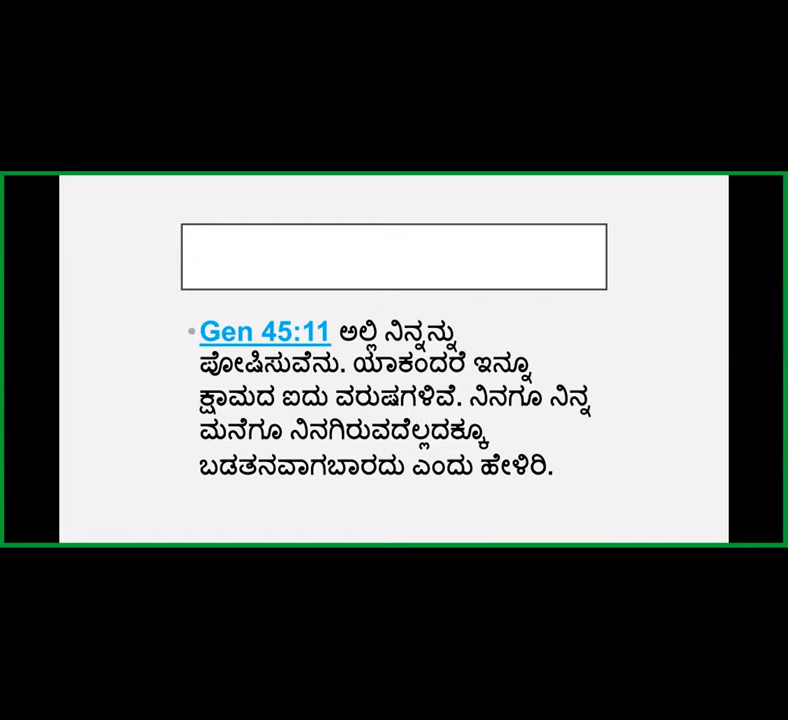 •Gen 45:11 ಅಲ್ಲಿ ನಿನ್ನನ್ನು
ಪೋಷಿಸುವೆನು. ಯಾಕಂದರೆ ಇನ್ನೂ
ಕ್ಷಾಮದ ಐದು ವರುಷಗಳಿವೆ. ನಿನಗೂ ನಿನ್ನ
ಮನೆಗೂ ನಿನಗಿರುವದೆಲ್ಲದಕ್ಕೂ
ಬಡತನವಾಗಬಾರದು ಎಂದು ಹೇಳಿರಿ.